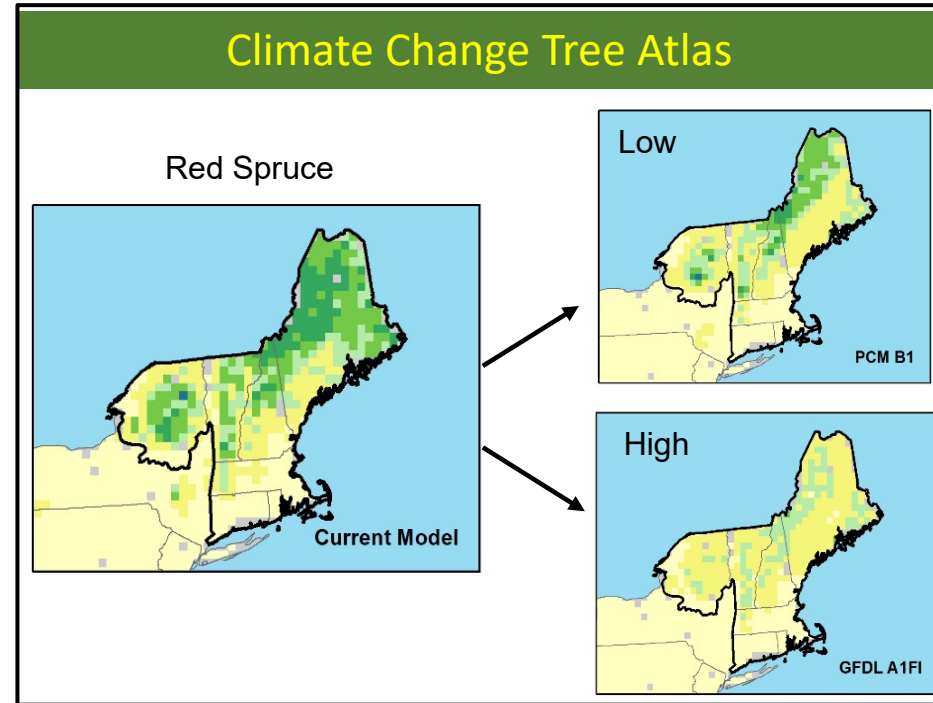 Climate Change Tree Atlas
Red Spruce
Current Model
Low
PCM B1
High
GFDL A1FI